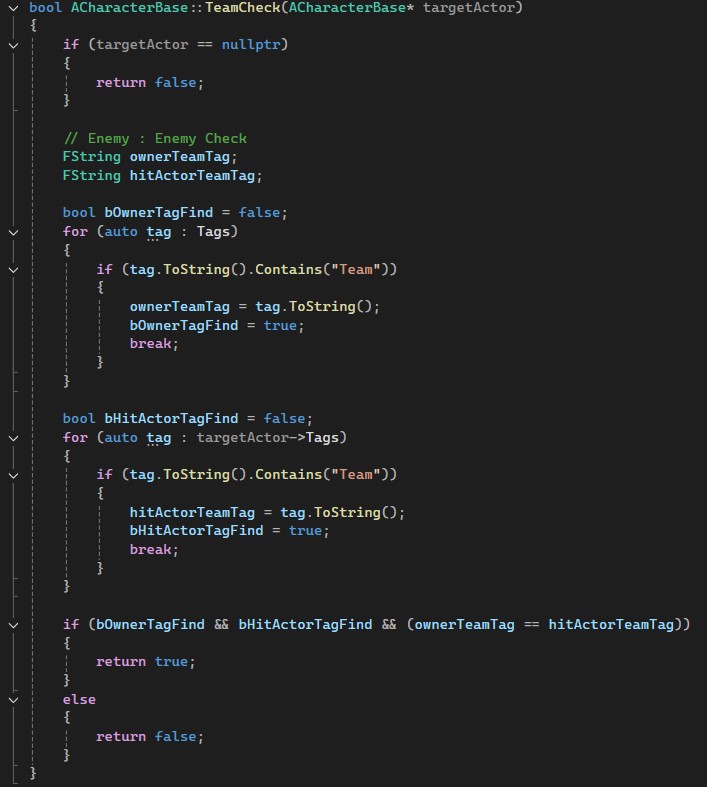 bool ACharacterBase::TeamCheck(ACharacterBase* targetActor)
{
    if (targetActor == nullptr)
    {
        return false;
    }

    // Enemy : Enemy Check
    FString ownerTeamTag;
    FString hitActorTeamTag;

    bool bOwnerTagFind = false;
    for (auto tag : Tags)
    {
        if (tag.ToString().Contains("Team"))
        {
            ownerTeamTag = tag.ToString();
            bOwnerTagFind = true;
            break;
        }
    }

    bool bHitActorTagFind = false;
    for (auto tag : targetActor->Tags)
    {
        if (tag.ToString().Contains("Team"))
        {
            hitActorTeamTag = tag.ToString();
            bHitActorTagFind = true;
            break;
        }
    }

    if (bOwnerTagFind && bHitActorTagFind && (ownerTeamTag == hitActorTeamTag))
    {
        return true;
    }
    else
    {
        return false;
    }
}